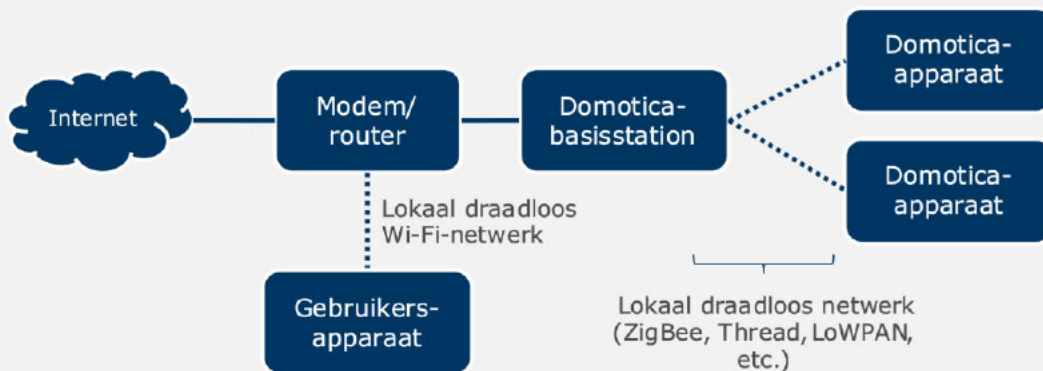 Internet
Modem/
router
Domotica-
basisstation
Domotica-
apparaat
Domotica-
apparaat
Lokaal draadloos
Wi-Fi-netwerk
Gebruikers-
apparaat
Lokaal draadloos netwerk
(ZigBee, Thread, LoWPAN,
etc.)